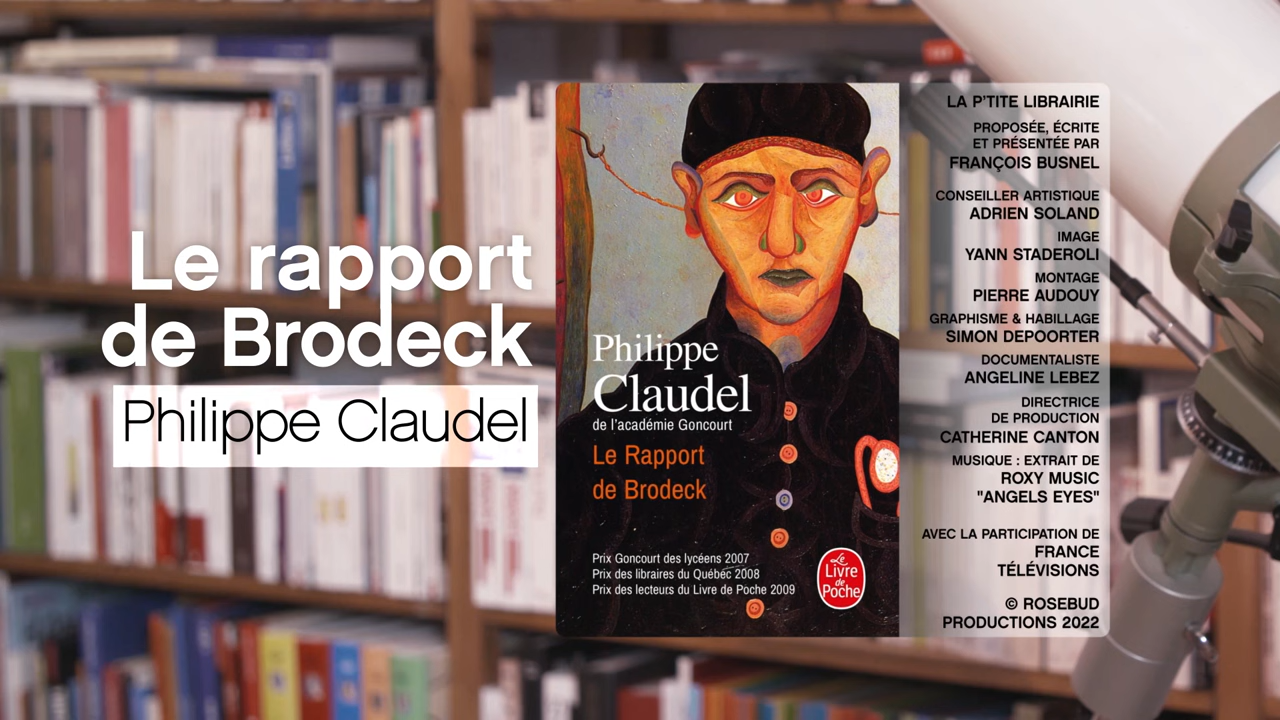 Le rapport
de Brodeck
Philippe Claudel
Philippe
Claudel
de l'académie Goncourt
Le Rapport
de Brodeck
Prix Goncourt des lycéens 2007
Prix des libraires du Québec 2008
Prix des lecteurs du Livre de Poche 2009
Le
Livre
de
Poche
LA P'TITE LIBRAIRIE
PROPOSÉE, ÉCRITE
ET PRÉSENTÉE PAR
FRANÇOIS BUSNEL
CONSEILLER ARTISTIQUE
ADRIEN SOLAND
IMAGE
YANN STADEROLI
MONTAGE
PIERRE AUDOUY
GRAPHISME & HABILLAGE
SIMON DEPOORTER
DOCUMENTALISTE
ANGELINE LEBEZ
DIRECTRICE
DE PRODUCTION
CATHERINE CANTON
MUSIQUE : EXTRAIT DE
ROXY MUSIC
"ANGELS EYES"
AVEC LA PARTICIPATION DE
FRANCE
TÉLÉVISIONS
© ROSEBUD
PRODUCTIONS 2022